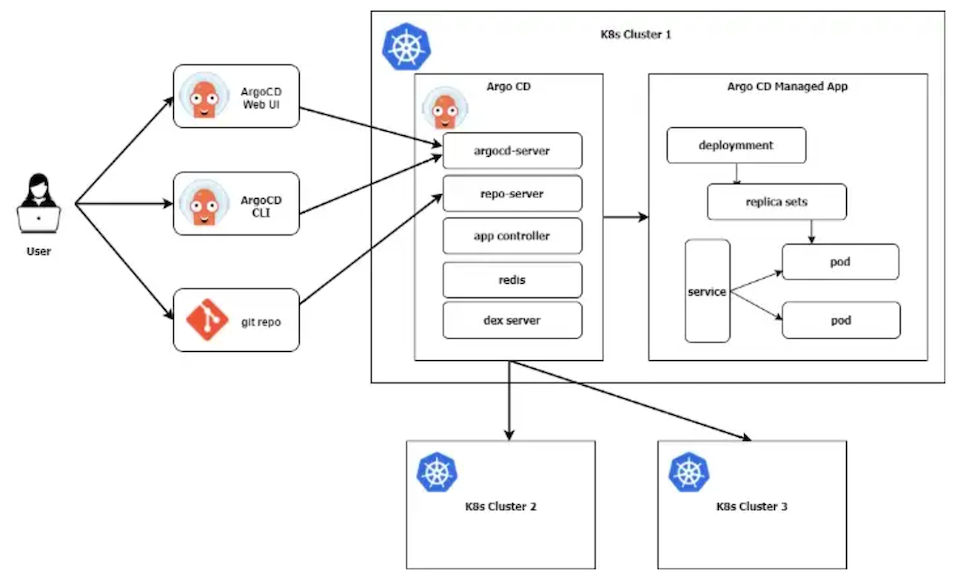 K8s Cluster 1
ArgoCD
Web UI
ArgoCD
CLI
git repo
User
Argo CD
argocd-server
repo-server
app controller
redis
dex server
Argo CD Managed App
deploymment
replica sets
service
pod
pod
K8s Cluster 2
K8s Cluster 3